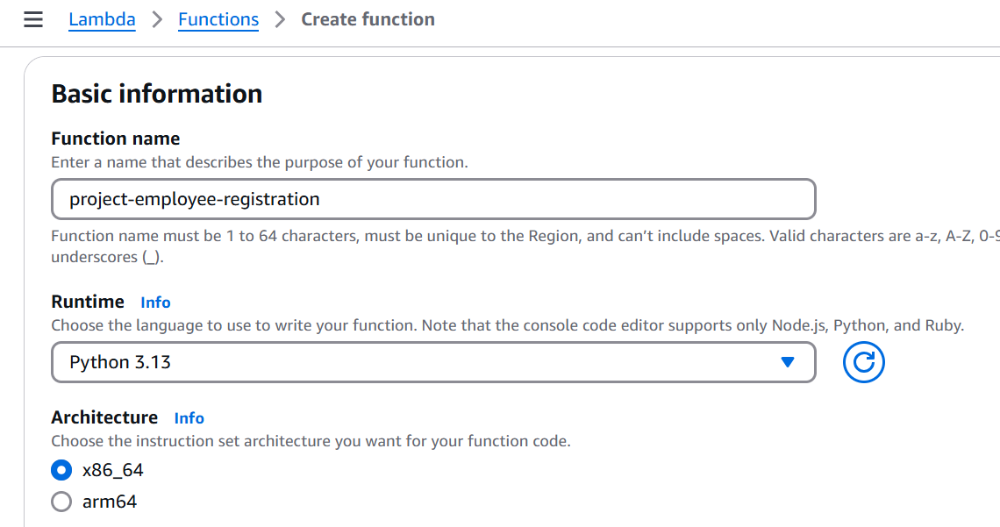 Lambda > Functions > Create function
Basic information
Function name
Enter a name that describes the purpose of your function.
project-employee-registration
Function name must be 1 to 64 characters, must be unique to the Region, and can’t include spaces. Valid characters are a-z, A-Z,
underscores (_).
Runtime Info
Choose the language to use to write your function. Note that the console code editor supports only Node.js, Python, and Ruby.
Python 3.13
Architecture Info
Choose the instruction set architecture you want for your function code.
x86_64
arm64